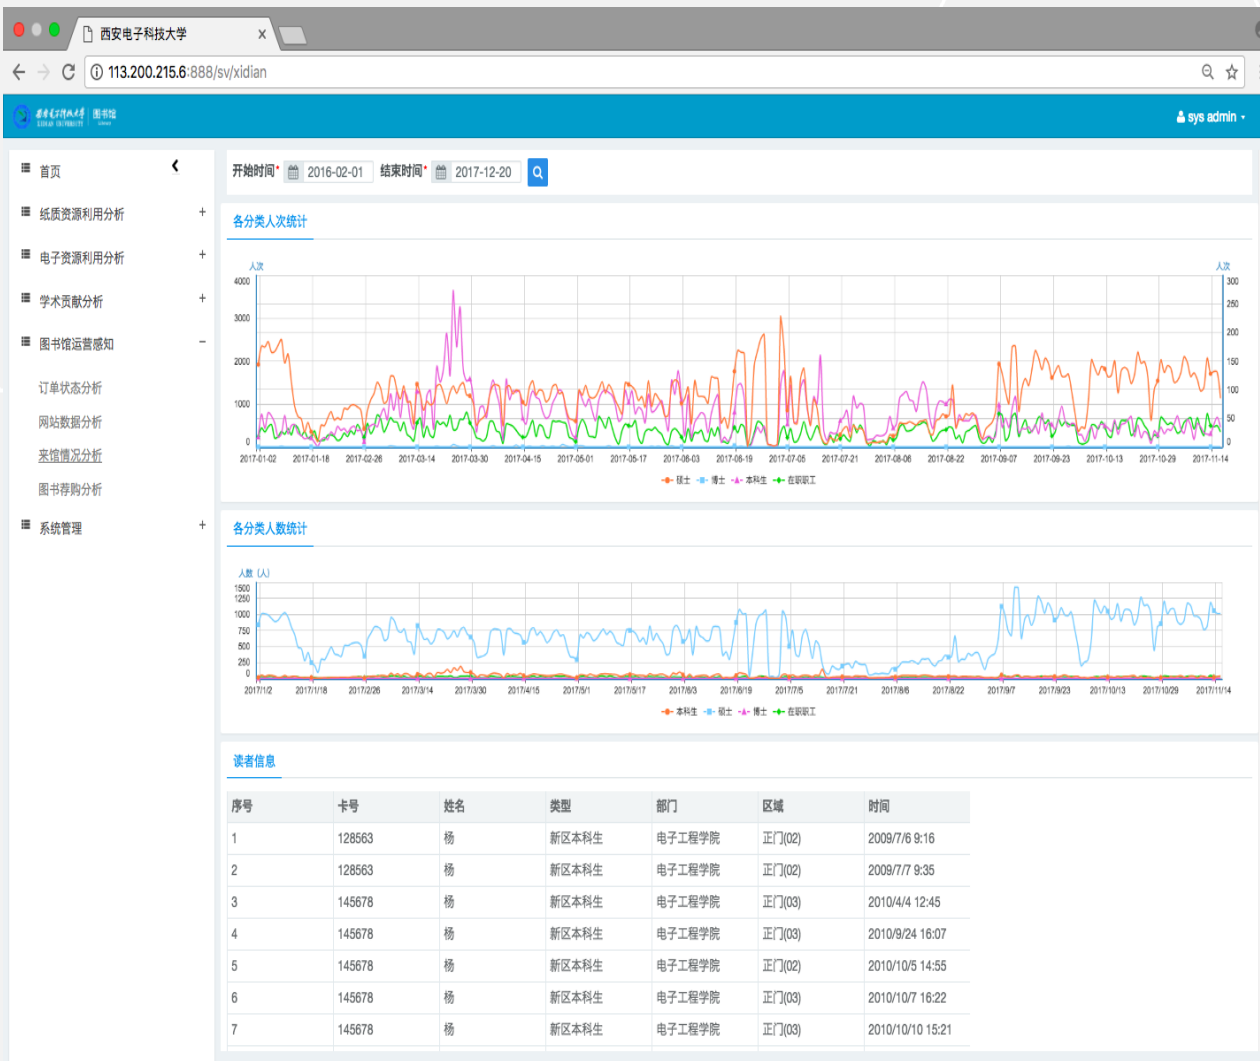 西安电子科技大学
113.200.215.6:888/sv/xidian
西安电子科技大学 图书馆
XIDIAN UNIVERSITY
sys admin
首页
纸质资源利用分析 +
电子资源利用分析 +
学术贡献分析 +
图书馆运营感知 −
订单状态分析
网站数据分析
来馆情况分析
图书荐购分析
系统管理 +
开始时间* 2016-02-01 结束时间* 2017-12-20
各分类人次统计
人次 人次
4000 300
250
3000 200
2000 150
100
1000 50
0 0
2017-01-02 2017-01-18 2017-02-26 2017-03-14 2017-03-30 2017-04-15 2017-05-01 2017-05-17 2017-06-03 2017-06-19 2017-07-05 2017-07-21 2017-08-06 2017-08-22 2017-09-07 2017-09-23 2017-10-13 2017-10-29 2017-11-14
硕士 博士 本科生 在职职工
各分类人数统计
人数（人）
1500
1250
1000
750
500
250
0
2017/1/2 2017/1/18 2017/2/26 2017/3/14 2017/3/30 2017/4/15 2017/5/1 2017/5/17 2017/6/3 2017/6/19 2017/7/5 2017/7/21 2017/8/6 2017/8/22 2017/9/7 2017/9/23 2017/10/13 2017/10/29 2017/11/14
本科生 硕士 博士 在职职工
读者信息
序号 卡号 姓名 类型 部门 区域 时间
1 128563 杨 新区本科生 电子工程学院 正门(02) 2009/7/6 9:16
2 128563 杨 新区本科生 电子工程学院 正门(02) 2009/7/7 9:35
3 145678 杨 新区本科生 电子工程学院 正门(03) 2010/4/4 12:45
4 145678 杨 新区本科生 电子工程学院 正门(03) 2010/9/24 16:07
5 145678 杨 新区本科生 电子工程学院 正门(02) 2010/10/5 14:55
6 145678 杨 新区本科生 电子工程学院 正门(03) 2010/10/7 16:22
7 145678 杨 新区本科生 电子工程学院 正门(03) 2010/10/10 15:21